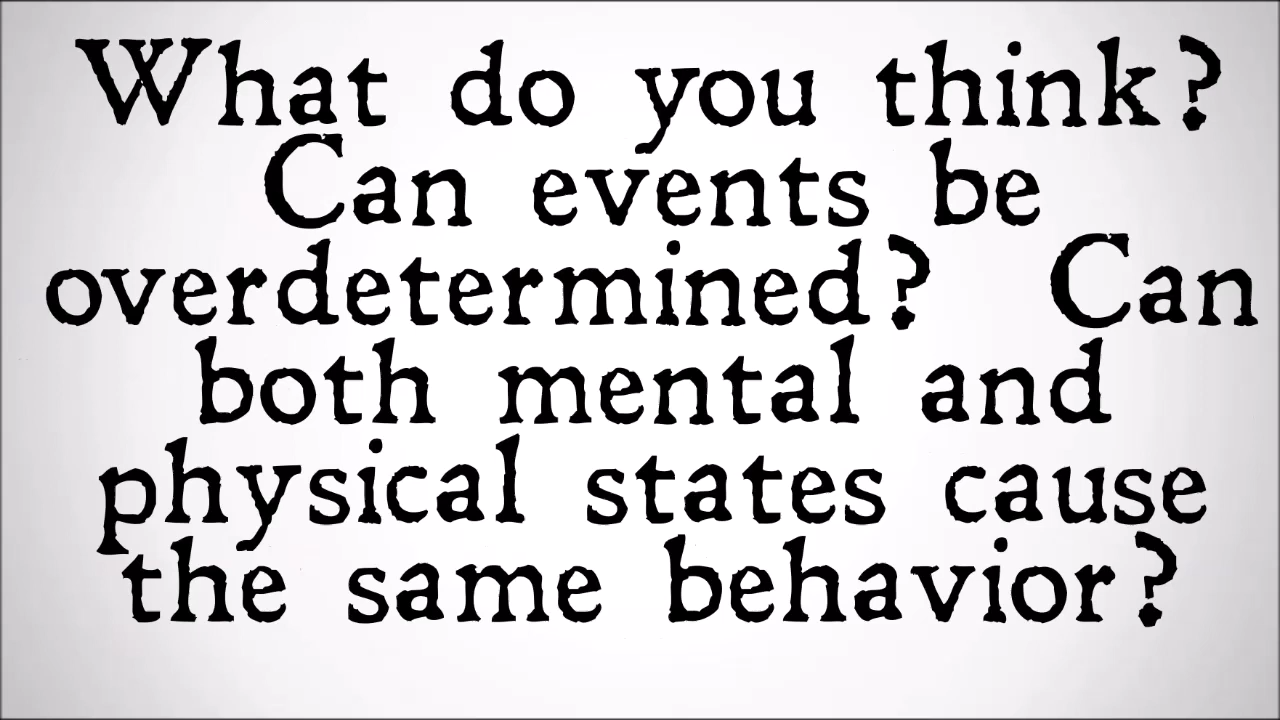 What do you think?
Can events be
overdetermined? Can
both mental and
physical states cause
the same behavior?